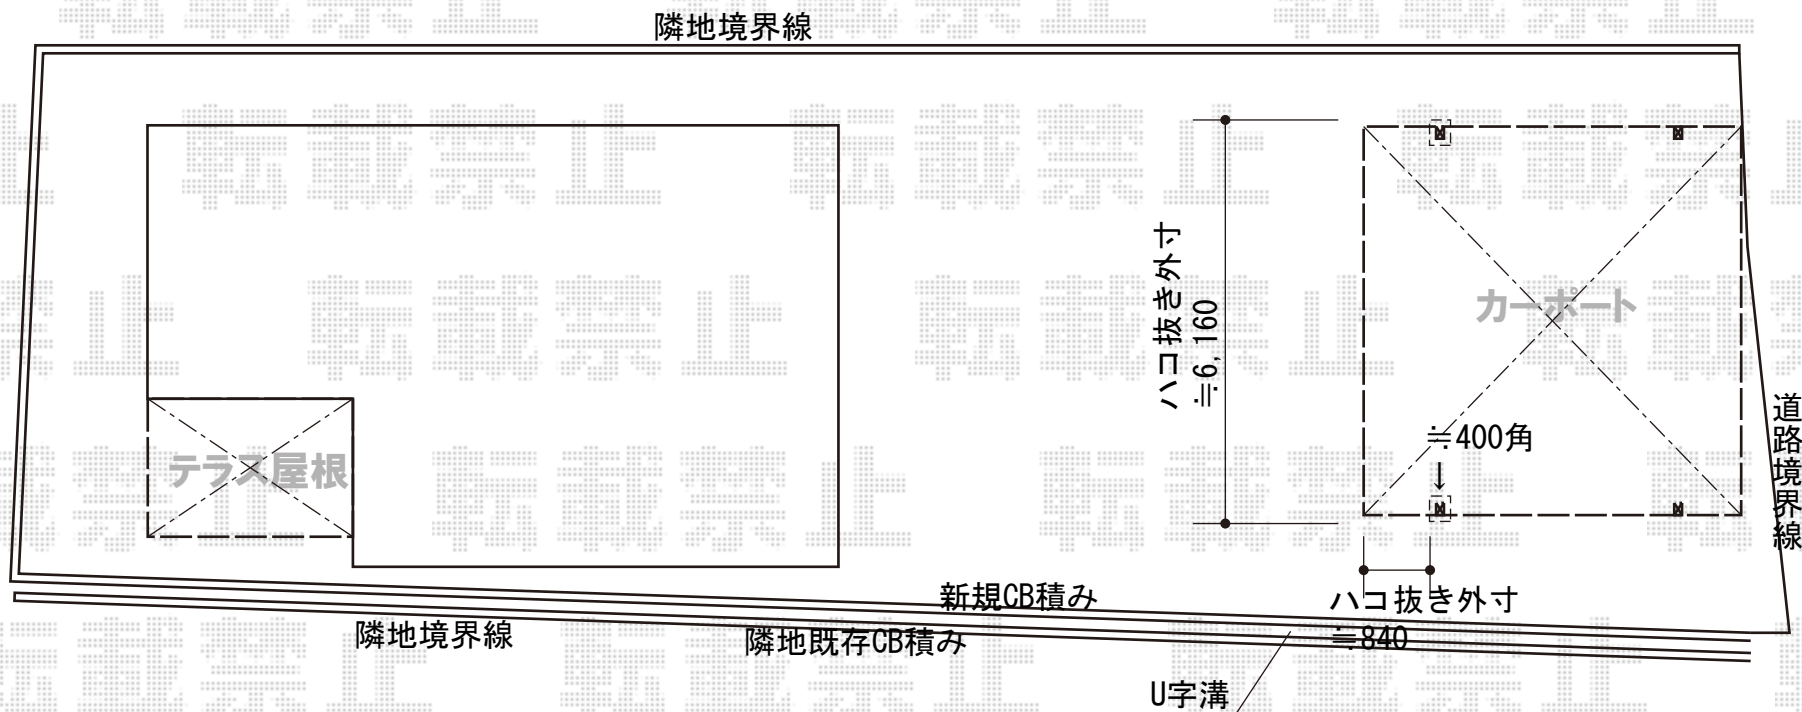 隣地境界線
転載禁止
ハコ抜き外寸
≒6,160
カーポート
≒400角
道路境界線
テラス屋根
新規CB積み
ハコ抜き外寸
≒840
隣地境界線
隣地既存CB積み
U字溝